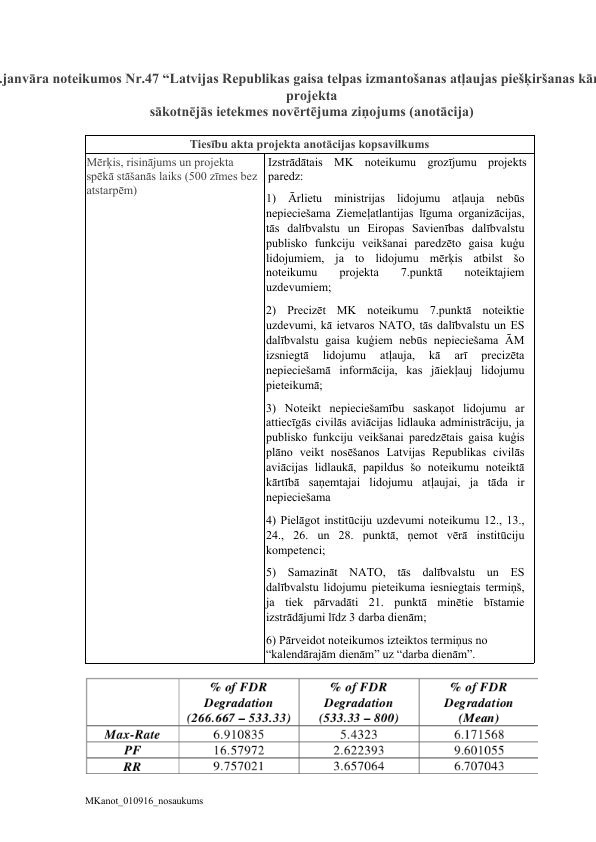 .janvāra noteikumos Nr.47 “Latvijas Republikas gaisa telpas izmantošanas atļaujas piešķiršanas
projekta
sākotnējās ietekmes novērtējuma ziņojums (anotācija)
Tiesību akta projekta anotācijas kopsavilkums
Mērķis, risinājums un projekta
spēkā stāšanās laiks (500 zīmes bez
atstarpēm)
Izstrādātais MK noteikumu grozījumu projekts
paredz:
1) Ārlietu ministrijas lidojumu atļauja nebūs
nepieciešama Ziemeļatlantijas līguma organizācijas,
tās dalībvalstu un Eiropas Savienības dalībvalstu
publisko funkciju veikšanai paredzēto gaisa kuģu
lidojumiem, ja to lidojumu mērķis atbilst šo
noteikumu projekta 7.punktā noteiktajiem
uzdevumiem;
2) Precizēt MK noteikumu 7.punktā noteiktie
uzdevumi, kā ietvaros NATO, tās dalībvalstu un ES
dalībvalstu gaisa kuģiem nebūs nepieciešama ĀM
izsniegtā lidojumu atļauja, kā arī precizēta
nepieciešamā informācija, kas jāiekļauj lidojumu
pieteikumā;
3) Noteikt nepieciešamību saskaņot lidojumu ar
attiecīgās civilās aviācijas lidlauka administrāciju, ja
publisko funkciju veikšanai paredzētais gaisa kuģis
plāno veikt nosēšanos Latvijas Republikas civilās
aviācijas lidlaukā, papildus šo noteikumu noteiktā
kārtībā saņemtajai lidojumu atļaujai, ja tāda ir
nepieciešama
4) Pielāgot institūciju uzdevumi noteikumu 12., 13.,
24., 26. un 28. punktā, ņemot vērā institūciju
kompetenci;
5) Samazināt NATO, tās dalībvalstu un ES
dalībvalstu lidojumu pieteikuma iesniegtais termiņš,
ja tiek pārvadāti 21. punktā minētie bīstamie
izstrādājumi līdz 3 darba dienām;
6) Pārveidot noteikumos izteiktos termiņus no
“kalendārajām dienām” uz “darba dienām”.
% of FDR Degradation (266.667 – 533.33) % of FDR Degradation (533.33 – 800) % of FDR Degradation (Mean)
Max-Rate 6.910835 5.4323 6.171568
PF 16.57972 2.622393 9.601055
RR 9.757021 3.657064 6.707043
MKanot_010916_nosaukums